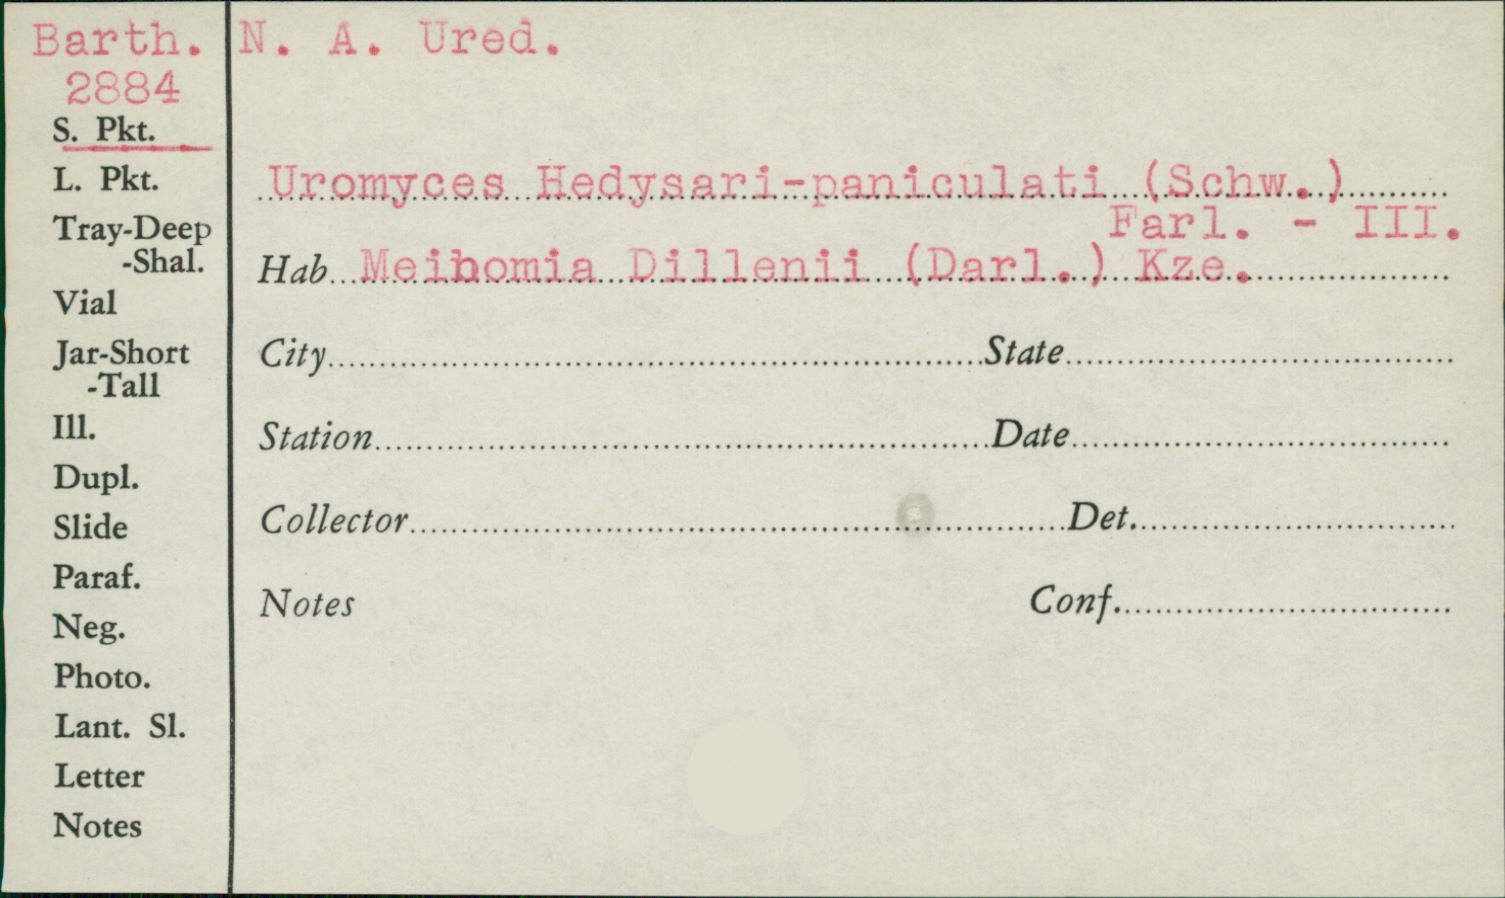 Barth. N. A. Ured.
2884
S. Pkt.
L. Pkt.
Tray-Deep
-Shal.
Vial
Jar-Short
-Tall
Ill.
Dupl.
Slide
Paraf.
Neg.
Photo.
Lant. Sl.
Letter
Notes
Uromyces Hedysari-paniculati (Schw.)
Farl. - III.
Hab Meibomia Dillenii (Darl.) Kze.
City State
Station Date
Collector Det.
Notes Conf.